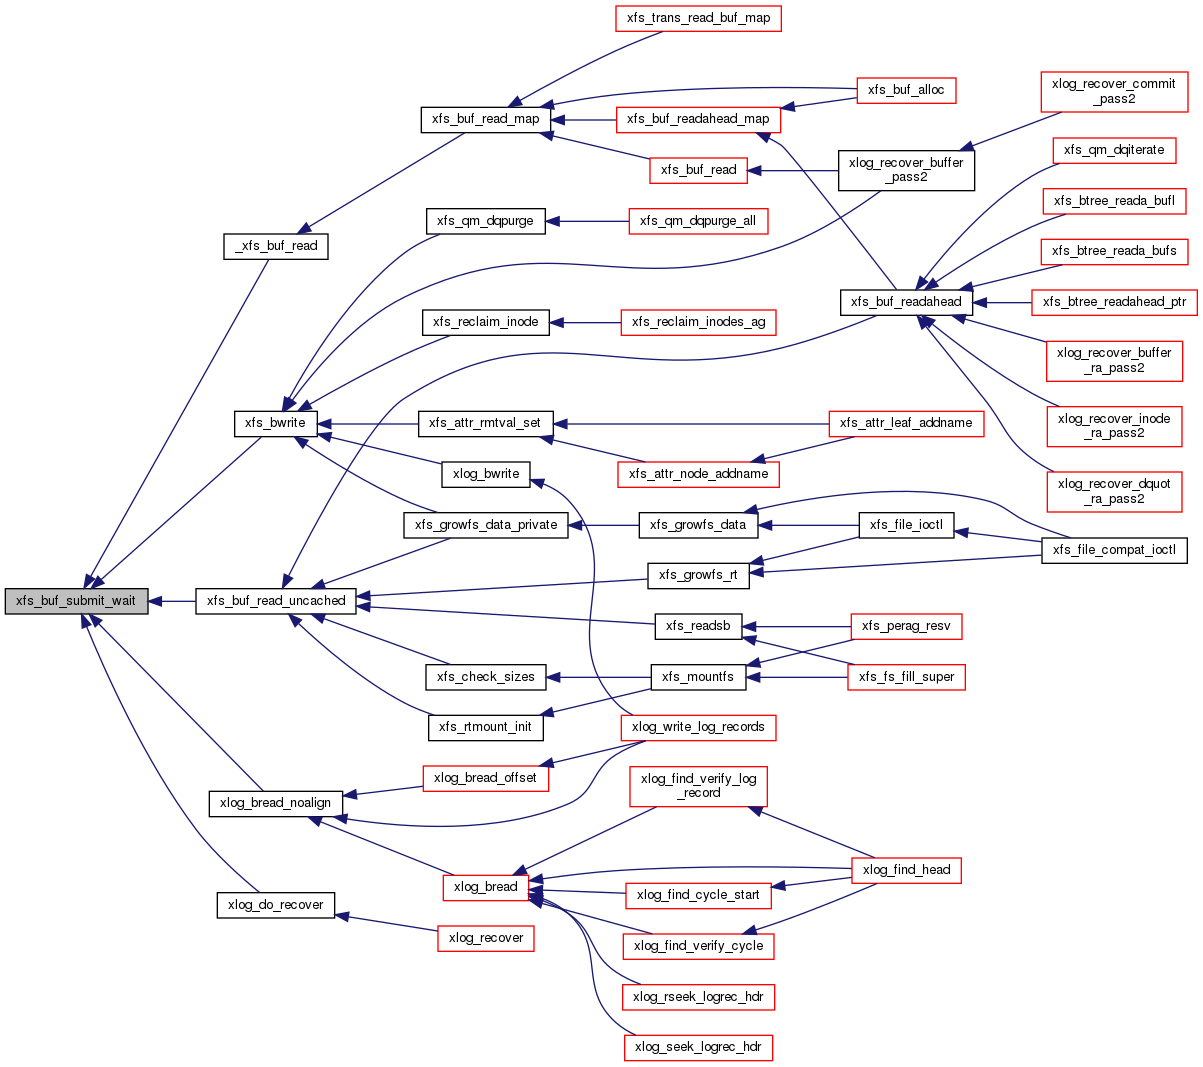 xfs_trans_read_buf_map
xlog_recover_commit
_pass2
xfs_buf_alloc
xfs_buf_read_map
xfs_buf_readahead_map
xfs_qm_dqiterate
xlog_recover_buffer
_pass2
xfs_buf_read
xfs_btree_reada_bufl
xfs_qm_dqpurge
xfs_qm_dqpurge_all
_xfs_buf_read
xfs_btree_reada_bufs
xfs_buf_readahead
xfs_btree_readahead_ptr
xfs_reclaim_inode
xfs_reclaim_inodes_ag
xlog_recover_buffer
_ra_pass2
xfs_bwrite
xfs_attr_rmtval_set
xfs_attr_leaf_addname
xlog_recover_inode
_ra_pass2
xlog_bwrite
xfs_attr_node_addname
xlog_recover_dquot
_ra_pass2
xfs_growfs_data_private
xfs_growfs_data
xfs_file_ioctl
xfs_file_compat_ioctl
xfs_growfs_rt
xfs_buf_submit_wait
xfs_buf_read_uncached
xfs_readsb
xfs_perag_resv
xfs_check_sizes
xfs_mountfs
xfs_fs_fill_super
xfs_rtmount_init
xlog_write_log_records
xlog_bread_offset
xlog_find_verify_log
_record
xlog_bread_noalign
xlog_find_head
xlog_bread
xlog_find_cycle_start
xlog_do_recover
xlog_recover
xlog_find_verify_cycle
xlog_rseek_logrec_hdr
xlog_seek_logrec_hdr